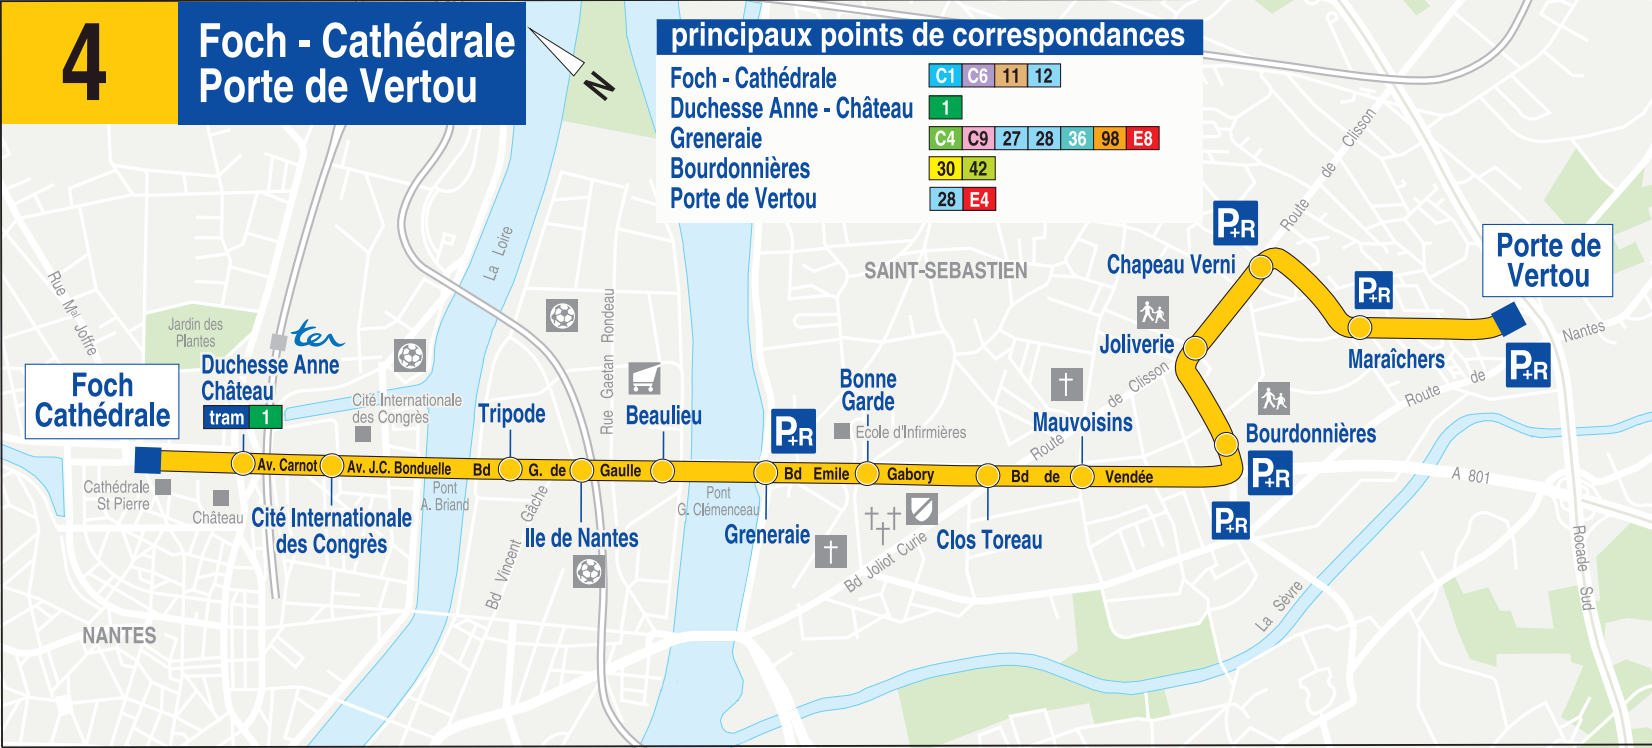 4
Foch - Cathédrale
Porte de Vertou
N
principaux points de correspondances
Foch - Cathédrale C1 C6 11 12
Duchesse Anne - Château 1
Greneraie C4 C9 27 28 36 98 E8
Bourdonnières 30 42
Porte de Vertou 28 E4
Route de Clisson
La Loire
SAINT-SEBASTIEN
P+R
Chapeau Verni
Porte de
Vertou
P+R
Rue Mal Joffre
Jardin des
Plantes
ter
Rue Gaetan Rondeau
Joliverie
Maraîchers
Nantes
P+R
Route de
Duchesse Anne
Château
tram 1
Foch
Cathédrale
Cité Internationale
des Congrès
Tripode
Beaulieu
P+R
Bonne
Garde
Ecole d'Infirmières
Mauvoisins
Route de Clisson
Bourdonnières
P+R
A 801
Av. Carnot
Av. J.C. Bonduelle
Bd G. de Gaulle
Bd Emile Gabory
Bd de Vendée
Cathédrale
St Pierre
Château
Cité Internationale
des Congrès
Pont
A. Briand
Bd Vincent Gâche
Ile de Nantes
Pont
G. Clémenceau
Greneraie
Bd Joliot Curie
Clos Toreau
P+R
Rocade Sud
La Sèvre
NANTES